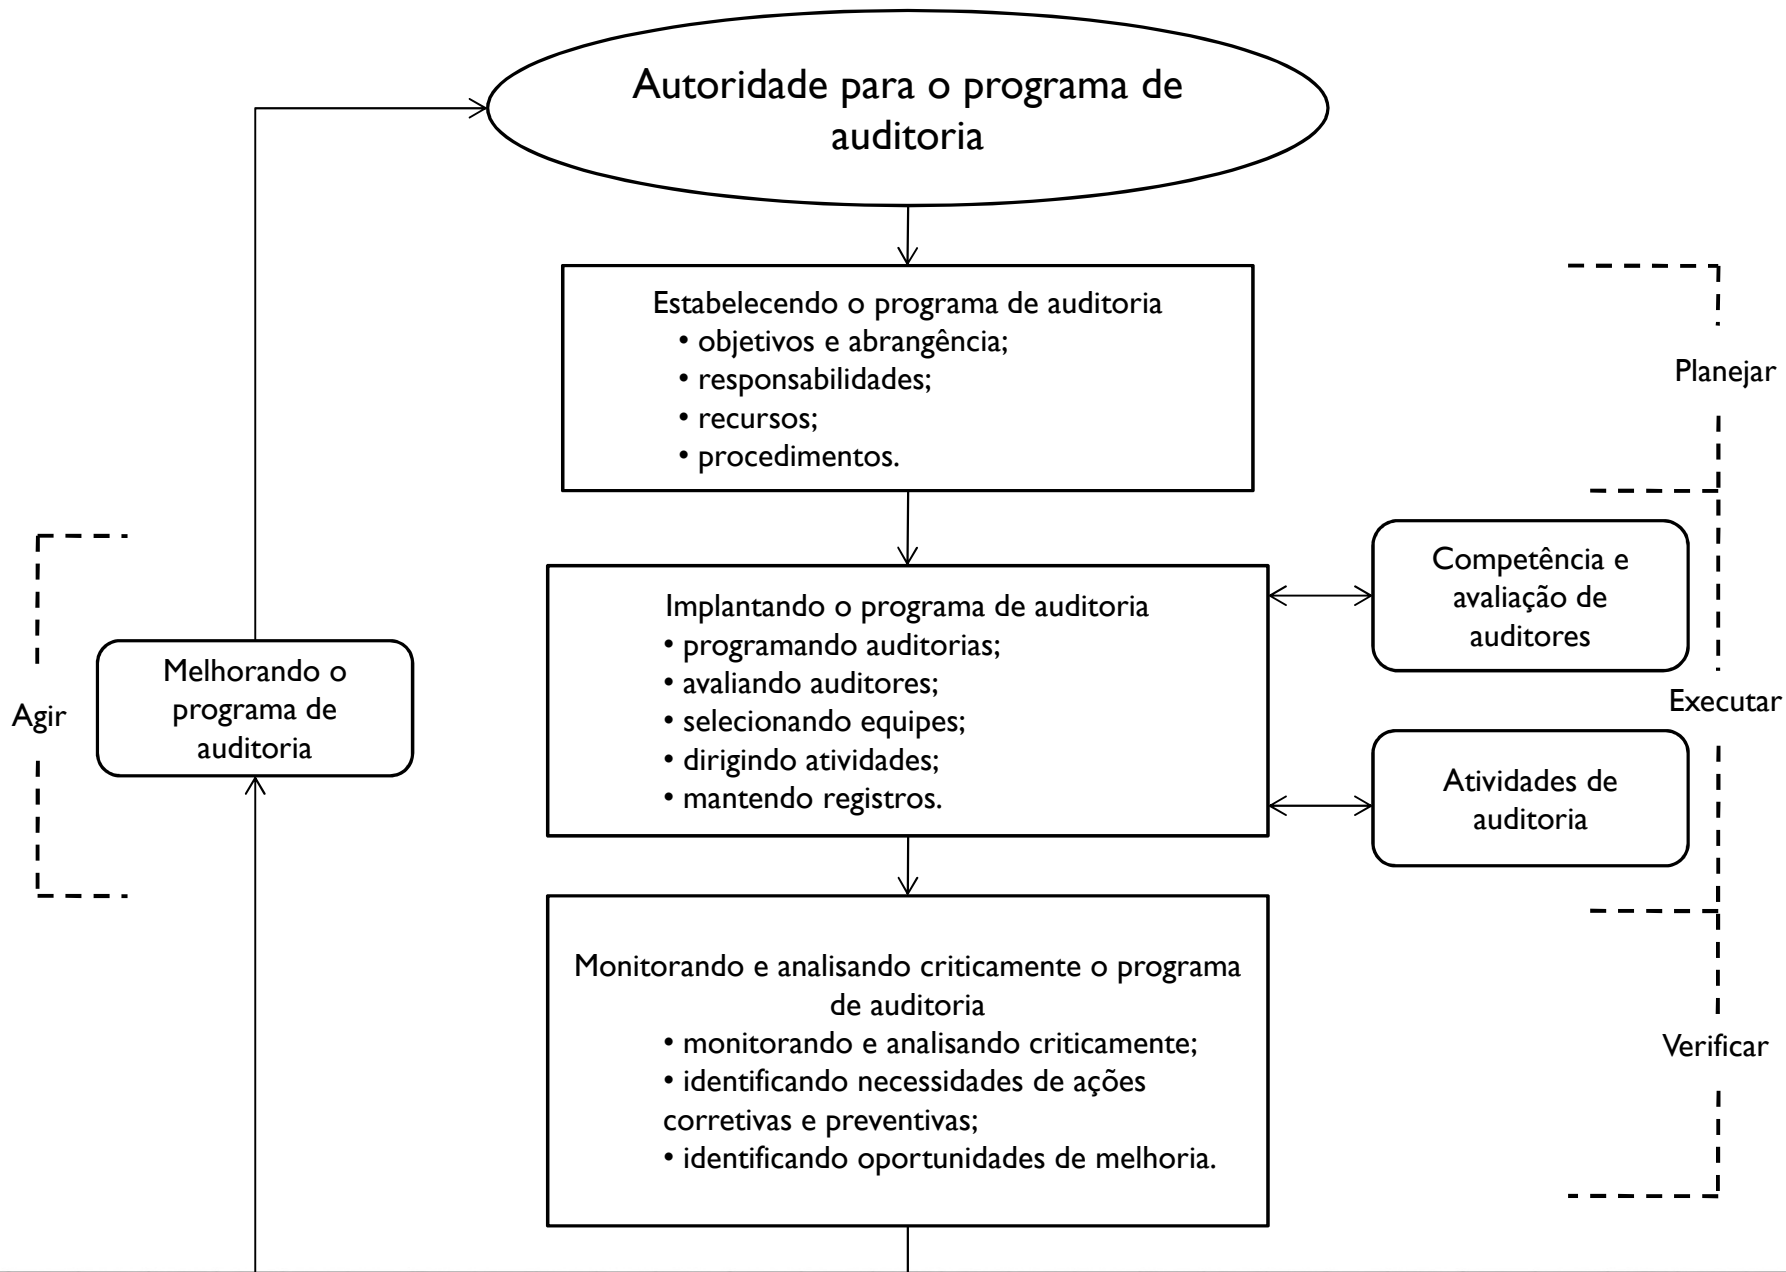 Autoridade para o programa de
auditoria
Estabelecendo o programa de auditoria
• objetivos e abrangência;
• responsabilidades;
• recursos;
• procedimentos.
Planejar
Implantando o programa de auditoria
• programando auditorias;
• avaliando auditores;
• selecionando equipes;
• dirigindo atividades;
• mantendo registros.
Competência e
avaliação de
auditores
Executar
Atividades de
auditoria
Agir
Melhorando o
programa de
auditoria
Monitorando e analisando criticamente o programa
de auditoria
• monitorando e analisando criticamente;
• identificando necessidades de ações
corretivas e preventivas;
• identificando oportunidades de melhoria.
Verificar